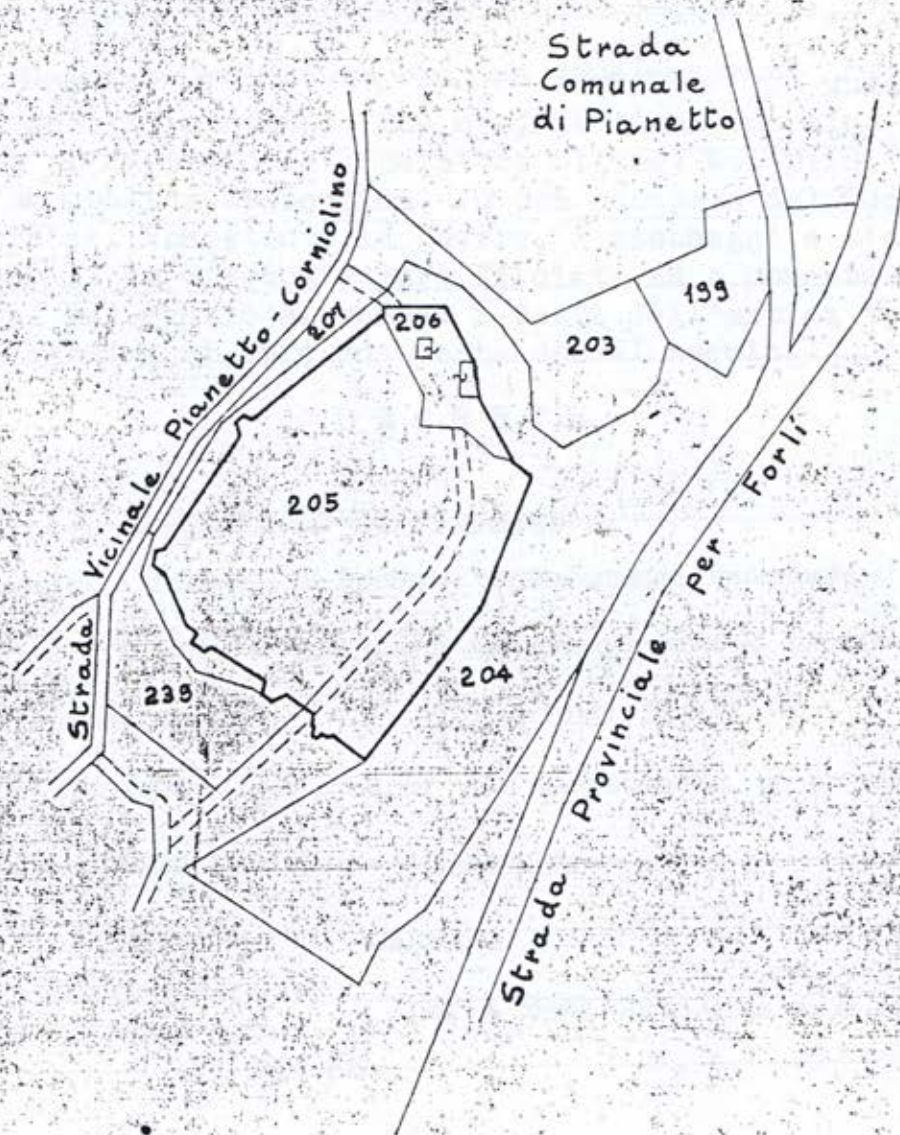 Strada
Comunale
di Pianetto
Strada Vicinale Pianetto-Corniolino
199
203
207
206
205
204
239
Strada Provinciale per Forlì